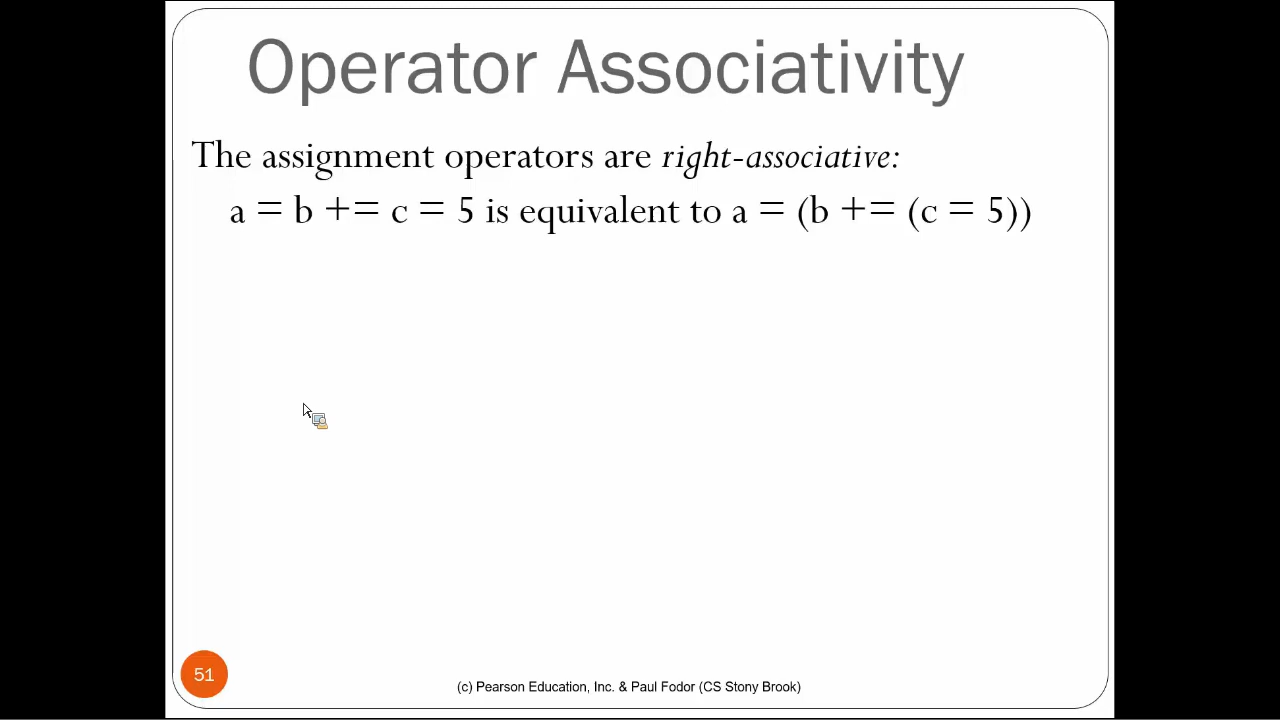 Operator Associativity
The assignment operators are right-associative:
a = b += c = 5 is equivalent to a = (b += (c = 5))
51
(c) Pearson Education, Inc. & Paul Fodor (CS Stony Brook)